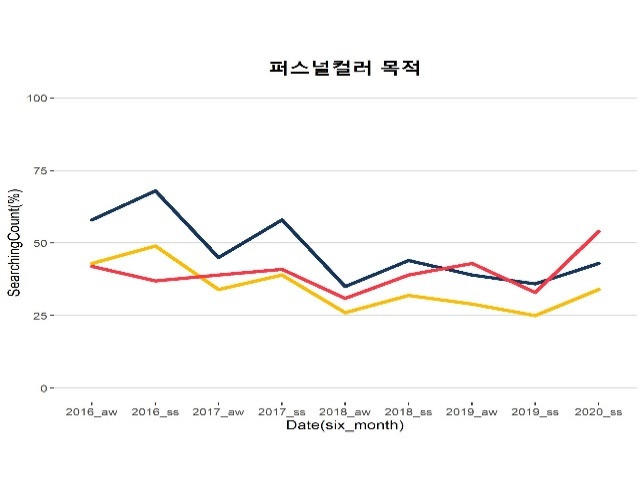 퍼스널컬러 목적
100
75
50
25
0
SearchingCount(%)
2016_aw 2016_ss 2017_aw 2017_ss 2018_aw 2018_ss 2019_aw 2019_ss 2020_ss
Date(six_month)